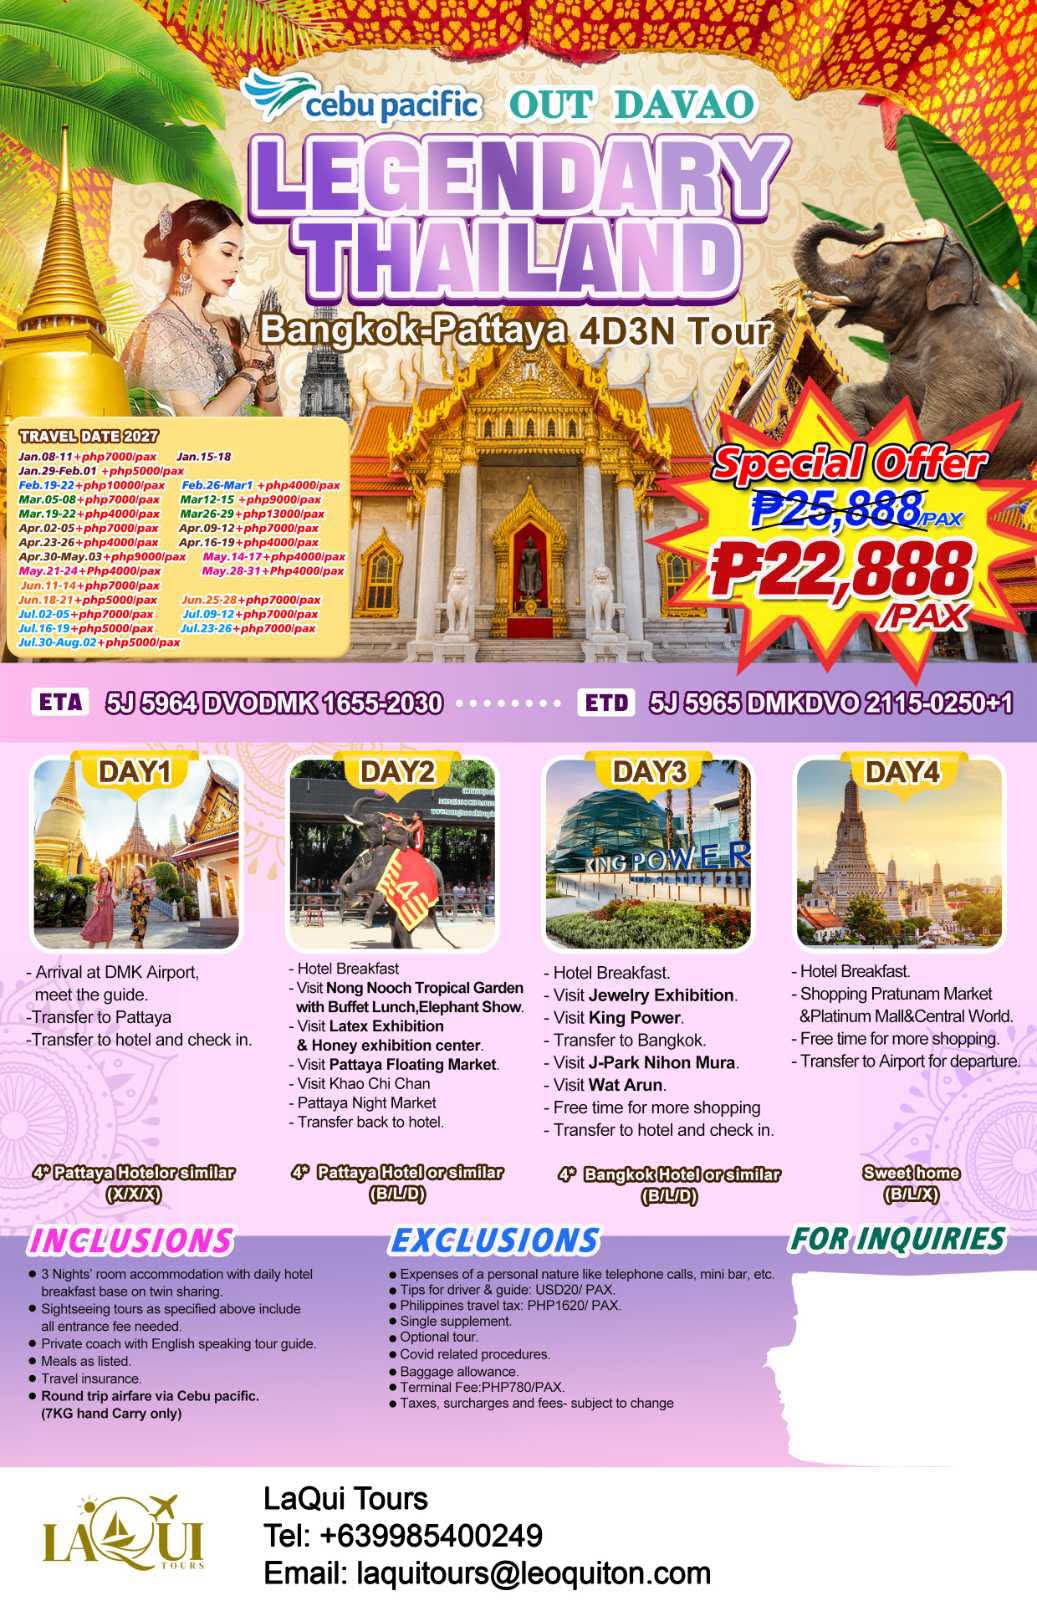 cebu pacific OUT DAVAO
LEGENDARY
THAILAND
Bangkok-Pattaya 4D3N Tour
TRAVEL DATE 2027
Jan.08-11+php7000/pax Jan.15-18
Jan.29-Feb.01 +php5000/pax
Feb.19-22+php10000/pax Feb.26-Mar1 +php4000/pax
Mar.05-08+php7000/pax Mar12-15 +php9000/pax
Mar.19-22+php4000/pax Mar26-29+php13000/pax
Apr.02-05+php7000/pax Apr.09-12+php7000/pax
Apr.23-26+php4000/pax Apr.16-19+php4000/pax
Apr.30-May.03+php9000/pax May.14-17+php4000/pax
May.21-24+Php4000/pax May.28-31+Php4000/pax
Jun.11-14+php7000/pax
Jun.18-21+php5000/pax Jun.25-28+php7000/pax
Jul.02-05+php7000/pax Jul.09-12+php7000/pax
Jul.16-19+php5000/pax Jul.23-26+php7000/pax
Jul.30-Aug.02+php5000/pax
Special Offer
₱25,888/PAX
₱22,888
/PAX
ETA 5J 5964 DVODMK 1655-2030 ········ ETD 5J 5965 DMKDVO 2115-0250+1
DAY1
- Arrival at DMK Airport,
meet the guide.
-Transfer to Pattaya
-Transfer to hotel and check in.
4* Pattaya Hotelor similar
(X/X/X)
DAY2
- Hotel Breakfast
- Visit Nong Nooch Tropical Garden
with Buffet Lunch,Elephant Show.
- Visit Latex Exhibition
& Honey exhibition center.
- Visit Pattaya Floating Market.
- Visit Khao Chi Chan
- Pattaya Night Market
- Transfer back to hotel.
4* Pattaya Hotel or similar
(B/L/D)
DAY3
KING POWER
- Hotel Breakfast.
- Visit Jewelry Exhibition.
- Visit King Power.
- Transfer to Bangkok.
- Visit J-Park Nihon Mura.
- Visit Wat Arun.
- Free time for more shopping
- Transfer to hotel and check in.
4* Bangkok Hotel or similar
(B/L/D)
DAY4
- Hotel Breakfast.
- Shopping Pratunam Market
&Platinum Mall&Central World.
- Free time for more shopping.
- Transfer to Airport for departure.
Sweet home
(B/L/X)
INCLUSIONS
● 3 Nights' room accommodation with daily hotel
breakfast base on twin sharing.
● Sightseeing tours as specified above include
all entrance fee needed.
● Private coach with English speaking tour guide.
● Meals as listed.
● Travel insurance.
● Round trip airfare via Cebu pacific.
(7KG hand Carry only)
EXCLUSIONS
● Expenses of a personal nature like telephone calls, mini bar, etc.
● Tips for driver & guide: USD20/ PAX.
● Philippines travel tax: PHP1620/ PAX.
● Single supplement.
● Optional tour.
● Covid related procedures.
● Baggage allowance.
● Terminal Fee:PHP780/PAX.
● Taxes, surcharges and fees- subject to change
FOR INQUIRIES
LAQUI
TOURS
LaQui Tours
Tel: +639985400249
Email: laquitours@leoquiton.com